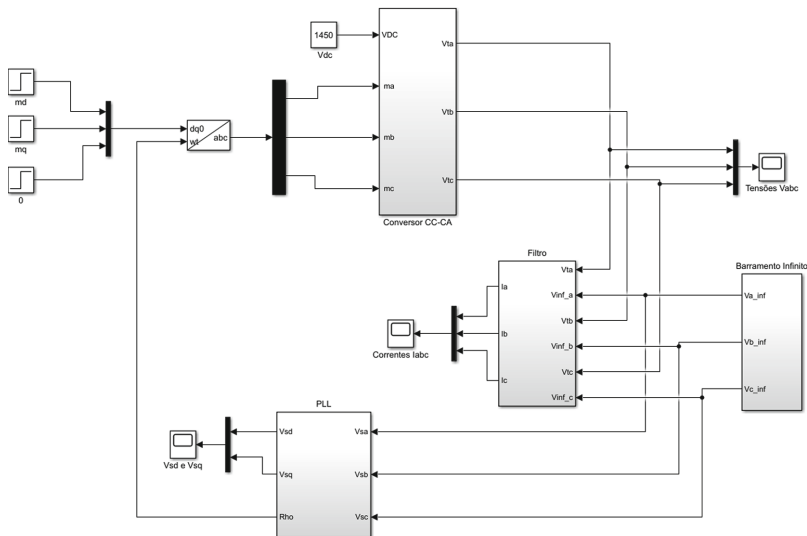 md
mq
0
dq0
wt
abc
1450
Vdc
VDC
ma
mb
mc
Vta
Vtb
Vtc
Conversor CC-CA
Tensões Vabc
Filtro
Ia
Ib
Ic
Vta
Vinf_a
Vtb
Vinf_b
Vtc
Vinf_c
Correntes Iabc
Barramento Infinito
Va_inf
Vb_inf
Vc_inf
PLL
Vsd
Vsq
Rho
Vsa
Vsb
Vsc
Vsd e Vsq